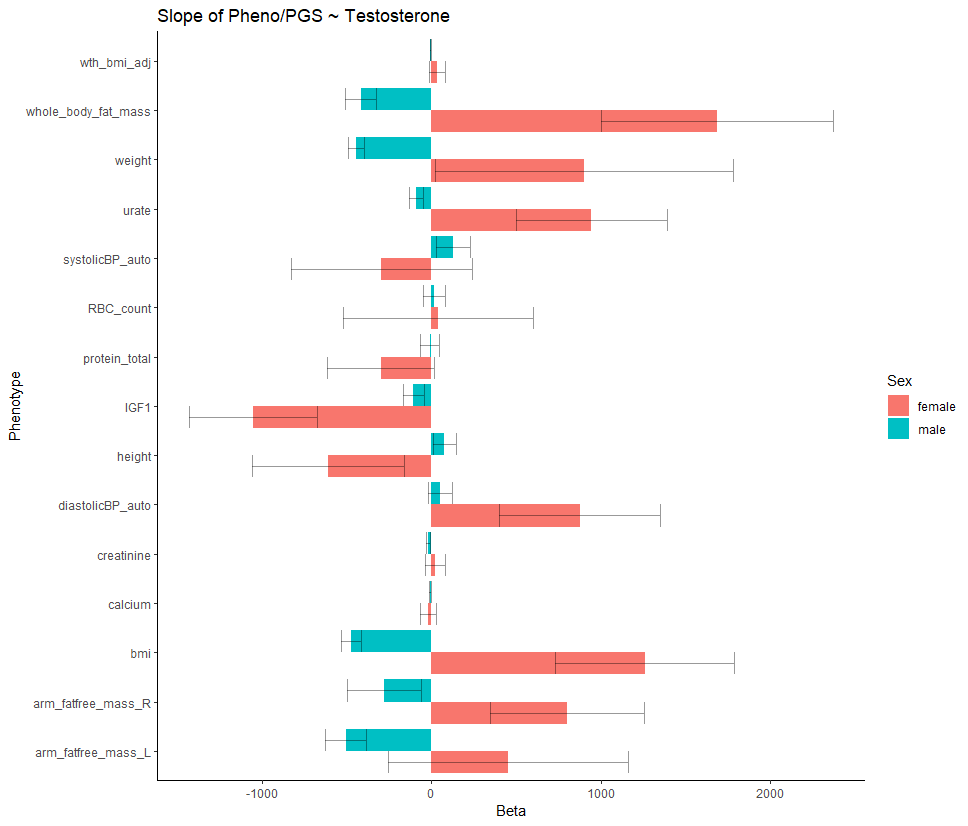 Slope of Pheno/PGS ~ Testosterone
Phenotype
wth_bmi_adj
whole_body_fat_mass
weight
urate
systolicBP_auto
RBC_count
protein_total
IGF1
height
diastolicBP_auto
creatinine
calcium
bmi
arm_fatfree_mass_R
arm_fatfree_mass_L
-1000 0 1000 2000
Beta
Sex
female
male